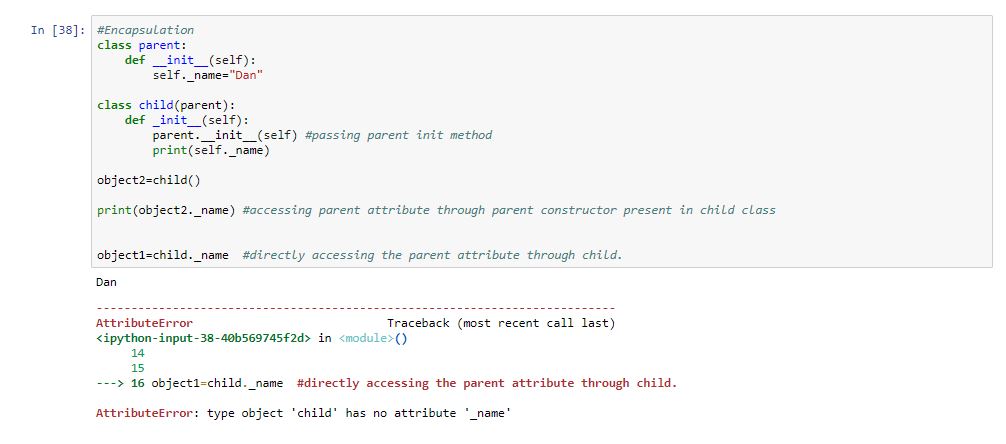 In [38]: #Encapsulation
class parent:
    def __init__(self):
        self._name="Dan"
class child(parent):
    def _init__(self):
        parent.__init__(self) #passing parent init method
        print(self._name)
object2=child()
print(object2._name) #accessing parent attribute through parent constructor present in child class
object1=child._name  #directly accessing the parent attribute through child.
Dan
---------------------------------------------------------------------------
AttributeError                            Traceback (most recent call last)
<ipython-input-38-40b569745f2d> in <module>()
     14
     15
---> 16 object1=child._name  #directly accessing the parent attribute through child.
AttributeError: type object 'child' has no attribute '_name'